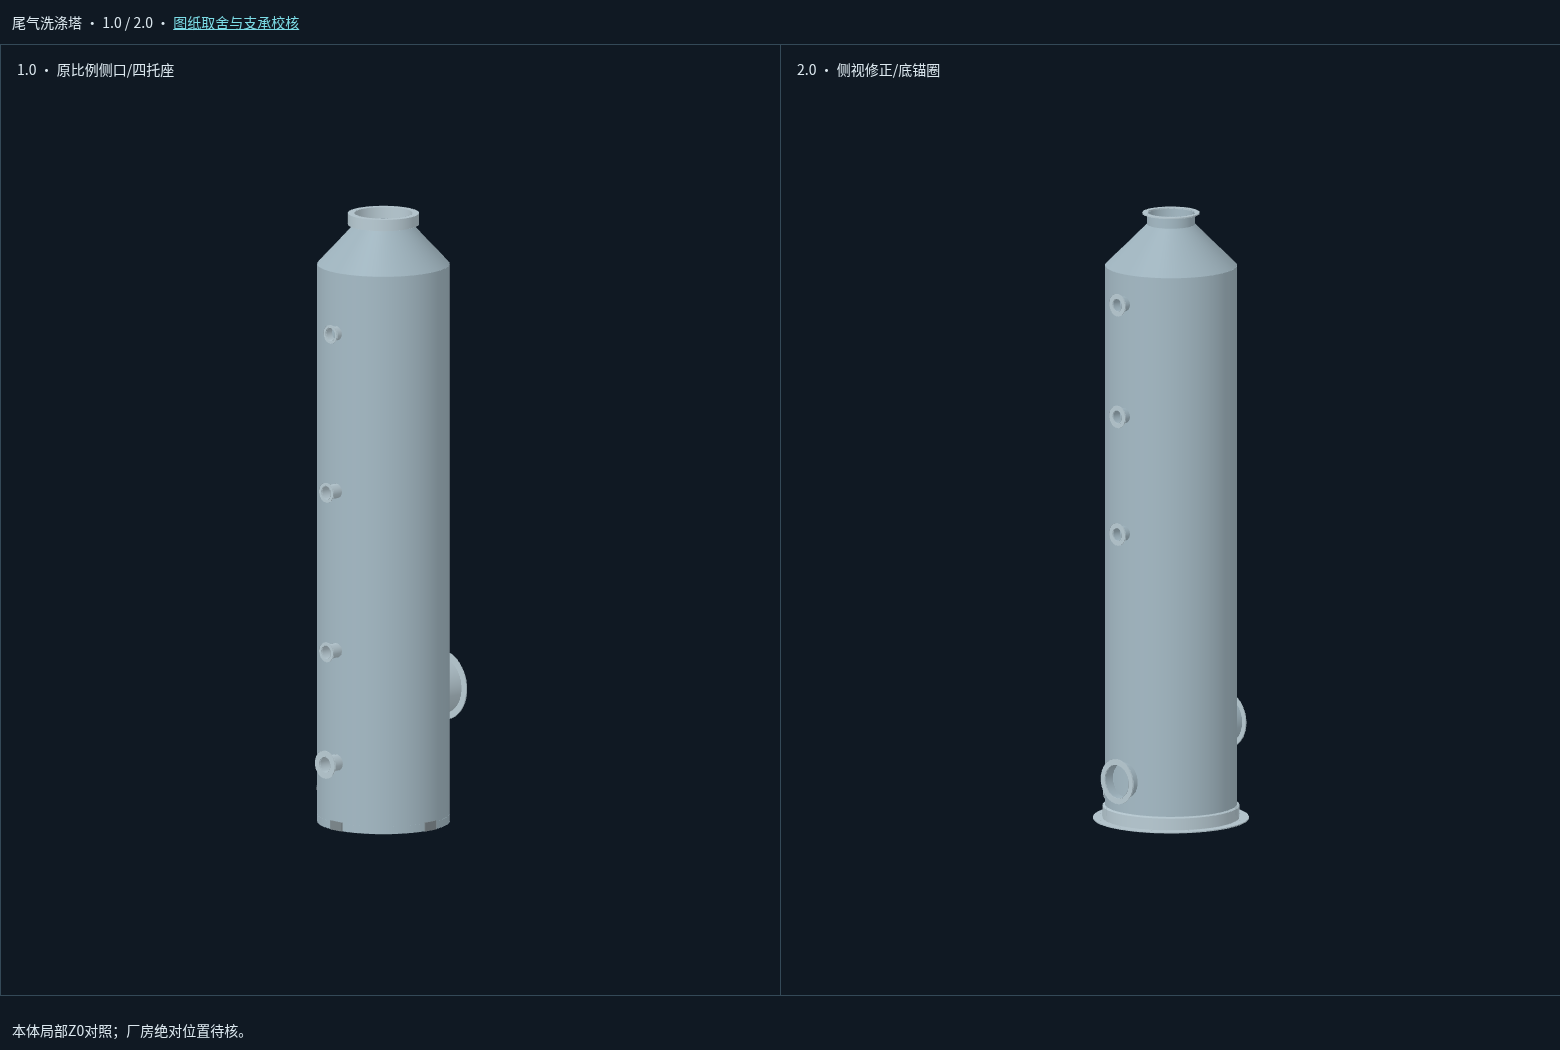 尾气洗涤塔 · 1.0 / 2.0 · 图纸取舍与支承校核
1.0 · 原比例侧口/四托座
2.0 · 侧视修正/底锚圈
本体局部Z0对照；厂房绝对位置待核。